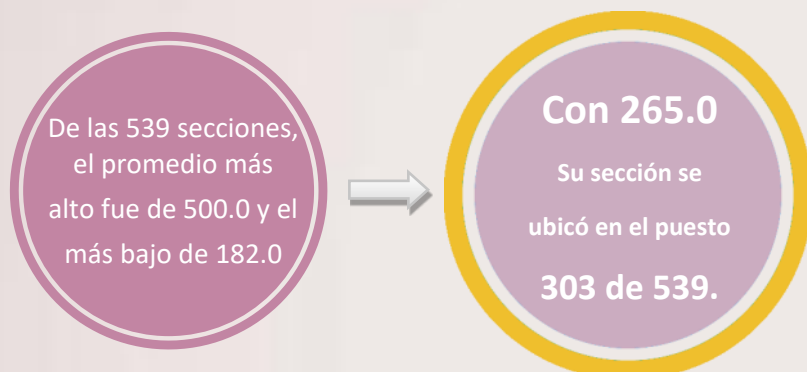 De las 539 secciones,
el promedio más
alto fue de 500.0 y el
más bajo de 182.0
Con 265.0
Su sección se
ubicó en el puesto
303 de 539.